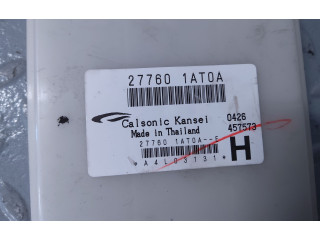 27760 1AT0A
Calsonic Kansei 0426
Made in Thailand 457573
27760 1AT0A--E
H
*A4L03731*